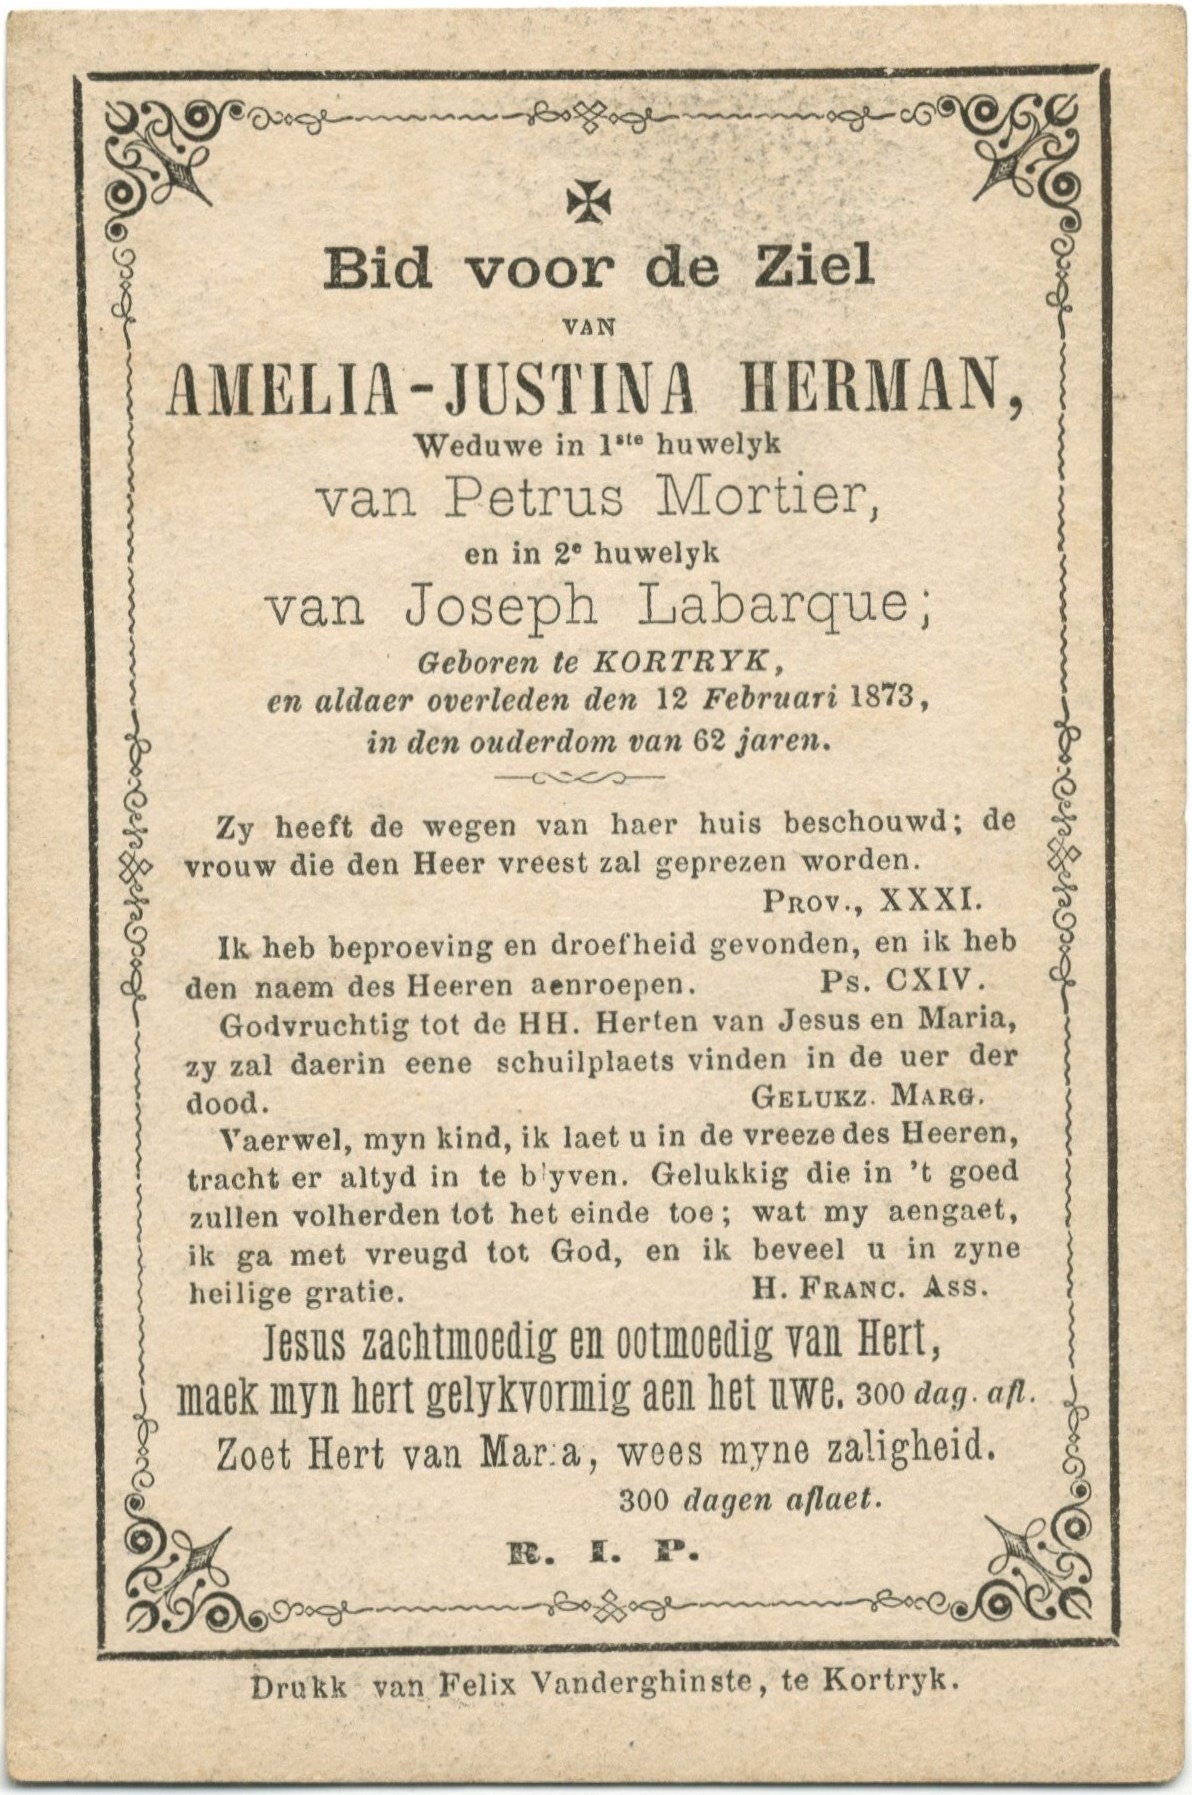 Bid voor de Ziel
VAN
AMELIA-JUSTINA HERMAN,
Weduwe in 1ste huwelyk
van Petrus Mortier,
en in 2e huwelyk
van Joseph Labarque;
Geboren te KORTRYK,
en aldaer overleden den 12 Februari 1873,
in den ouderdom van 62 jaren.
Zy heeft de wegen van haer huis beschouwd; de
vrouw die den Heer vreest zal geprezen worden.
PROV., XXXI.
Ik heb beproeving en droefheid gevonden, en ik heb
den naem des Heeren aenroepen. Ps. CXIV.
Godvruchtig tot de HH. Herten van Jesus en Maria,
zy zal daerin eene schuilplaets vinden in de uer der
dood. GELUKZ. MARG.
Vaerwel, myn kind, ik laet u in de vreeze des Heeren,
tracht er altyd in te blyven. Gelukkig die in 't goed
zullen volherden tot het einde toe; wat my aengaet,
ik ga met vreugd tot God, en ik beveel u in zyne
heilige gratie. H. FRANC. ASS.
Jesus zachtmoedig en ootmoedig van Hert,
maek myn hert gelykvormig aen het uwe. 300 dag. afl.
Zoet Hert van Maria, wees myne zaligheid.
300 dagen aflaet.
R. I. P.
Drukk van Felix Vanderghinste, te Kortryk.